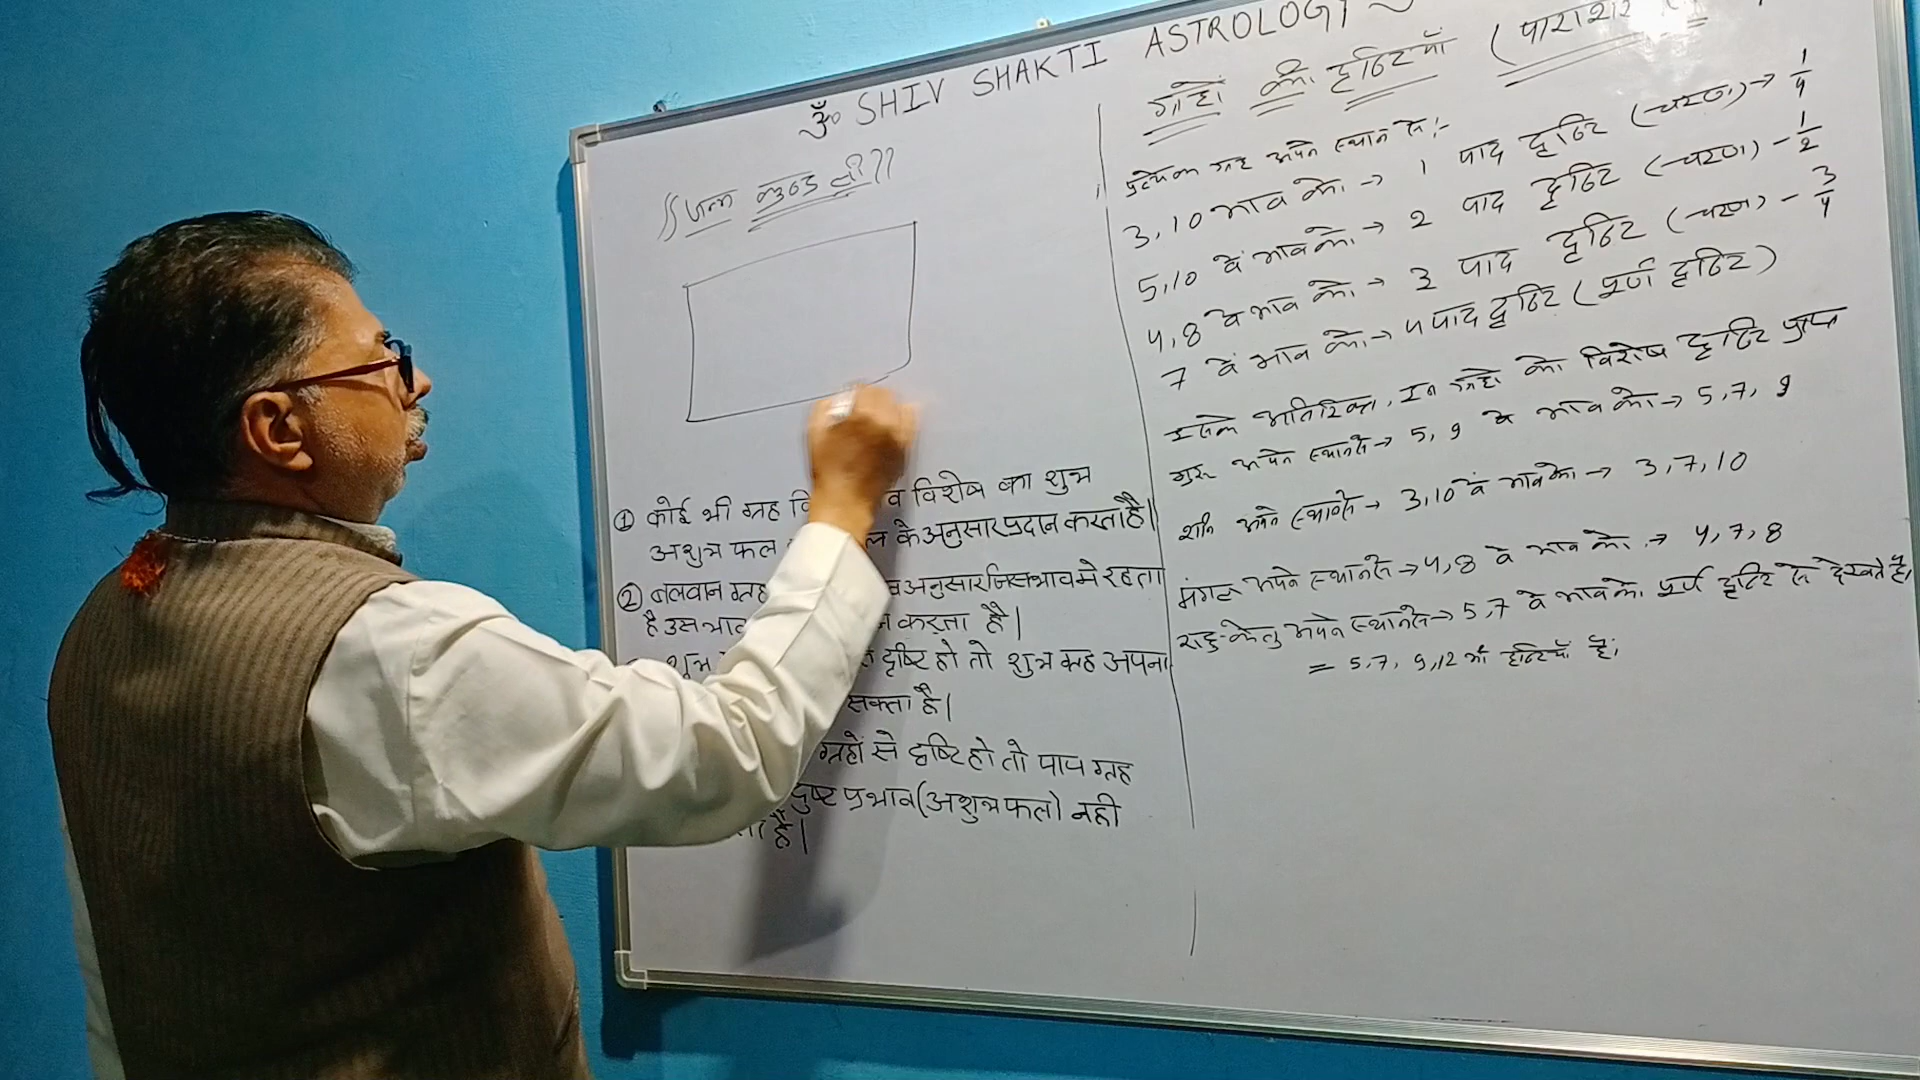 ॐ SHIV SHAKTI ASTROLOGY
जन्म कुण्डली
① कोई भी ग्रह व विशेष का शुभ
अशुभ फल के अनुसार प्रदान करता है।
② बलवान ग्रह अनुसार जिस भाव मे रहता
है उस करता है।
दृष्टि हो तो शुभ ग्रह अपना
सकता है।
ग्रहों से दृष्टि हो तो पाप ग्रह
दुष्ट प्रभाव (अशुभ फल) नही
है।
ग्रहों की दृष्टियाँ (पाराशर
प्रत्येक ग्रह अपने स्थान से :-
3,10 भाव को → 1 पाद दृष्टि (चरण) → 1/4
5,10 वें भाव को → 2 पाद दृष्टि (चरण) - 1/2
4,8 वे भाव को → 3 पाद दृष्टि (चरण) - 3/4
7 वें भाव को → 4 पाद दृष्टि (पूर्ण दृष्टि)
इसके अतिरिक्त, इन ग्रहो को विशेष दृष्टि प्राप्त
गुरू अपने स्थान से → 5, 9 वे भाव को → 5, 7, 9
शनि अपने स्थान से → 3,10 वें भाव को → 3, 7, 10
मंगल अपने स्थान से → 4,8 वे भाव को → 4, 7, 8
राहु-केतु अपने स्थान से → 5,7 वे भाव को पूर्ण दृष्टि से देखते है।
= 5,7, 9,12 दृष्टियाँ है।